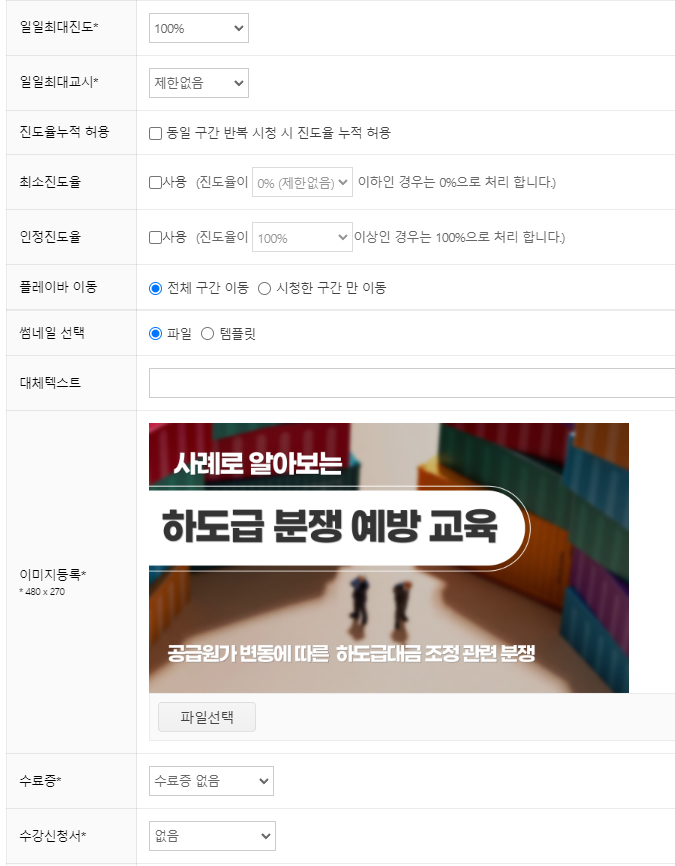 일일최대진도* 100%
일일최대교시* 제한없음
진도율누적 허용 동일 구간 반복 시청 시 진도율 누적 허용
최소진도율 사용 (진도율이 0% (제한없음) 이하인 경우는 0%으로 처리 합니다.)
인정진도율 사용 (진도율이 100% 이상인 경우는 100%으로 처리 합니다.)
플레이바 이동 전체 구간 이동 시청한 구간 만 이동
썸네일 선택 파일 템플릿
대체텍스트
사례로 알아보는
하도급 분쟁 예방 교육
이미지등록*
* 480 x 270
공급원가 변동에 따른 하도급대금 조정 관련 분쟁
파일선택
수료증* 수료증 없음
수강신청서* 없음